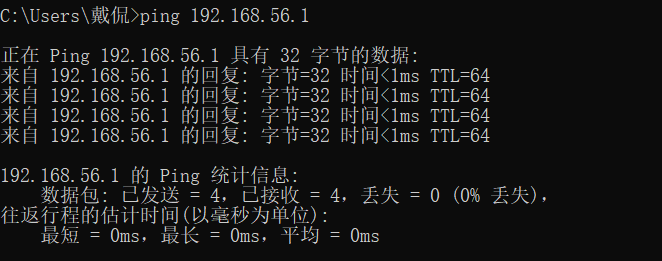 C:\Users\戴侃>ping 192.168.56.1
正在 Ping 192.168.56.1 具有 32 字节的数据:
来自 192.168.56.1 的回复: 字节=32 时间<1ms TTL=64
来自 192.168.56.1 的回复: 字节=32 时间<1ms TTL=64
来自 192.168.56.1 的回复: 字节=32 时间<1ms TTL=64
来自 192.168.56.1 的回复: 字节=32 时间<1ms TTL=64
192.168.56.1 的 Ping 统计信息:
数据包: 已发送 = 4，已接收 = 4，丢失 = 0 (0% 丢失)，
往返行程的估计时间(以毫秒为单位):
最短 = 0ms，最长 = 0ms，平均 = 0ms